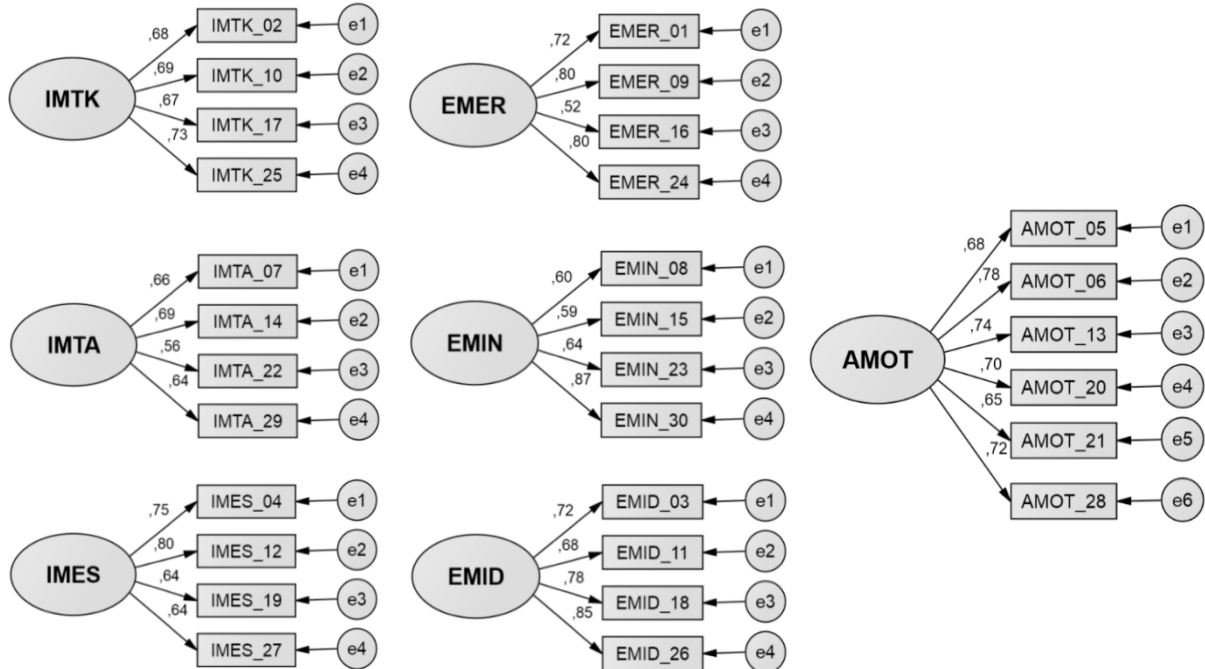 IMTK
,68
IMTK_02
e1
,69
IMTK_10
e2
,67
IMTK_17
e3
,73
IMTK_25
e4
EMER
,72
EMER_01
e1
,80
EMER_09
e2
,52
EMER_16
e3
,80
EMER_24
e4
IMTA
,66
IMTA_07
e1
,69
IMTA_14
e2
,56
IMTA_22
e3
,64
IMTA_29
e4
EMIN
,60
EMIN_08
e1
,59
EMIN_15
e2
,64
EMIN_23
e3
,87
EMIN_30
e4
IMES
,75
IMES_04
e1
,80
IMES_12
e2
,64
IMES_19
e3
,64
IMES_27
e4
EMID
,72
EMID_03
e1
,68
EMID_11
e2
,78
EMID_18
e3
,85
EMID_26
e4
AMOT
,68
AMOT_05
e1
,78
AMOT_06
e2
,74
AMOT_13
e3
,70
AMOT_20
e4
,65
AMOT_21
e5
,72
AMOT_28
e6